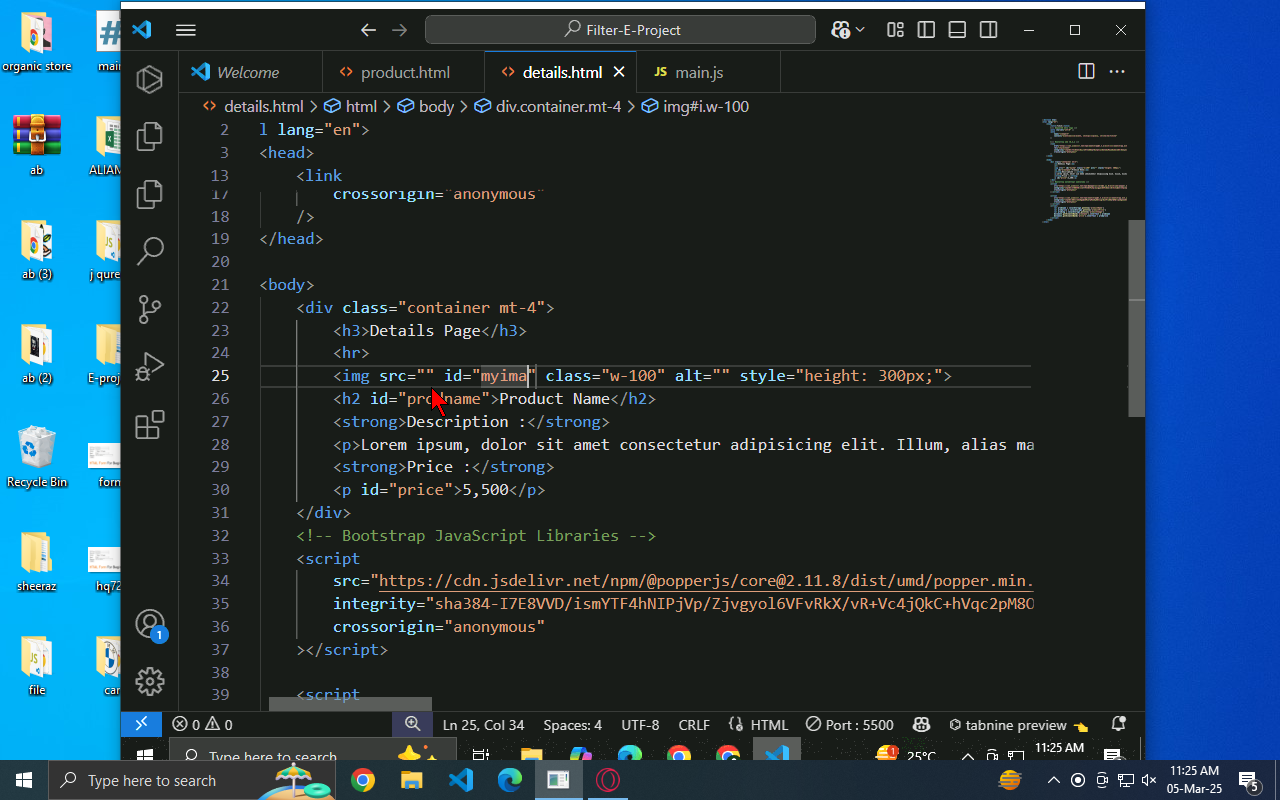 organic store
main
ab
ALIAM
ab (3)
j qure
ab (2)
E-proj
Recycle Bin
form
sheeraz
hq72
file
car
Filter-E-Project
Welcome
product.html
details.html
JS main.js
details.html > html > body > div.container.mt-4 > img#i.w-100
2 l lang="en">
3 <head>
13 <link
17 crossorigin="anonymous"
18 />
19 </head>
20
21 <body>
22 <div class="container mt-4">
23 <h3>Details Page</h3>
24 <hr>
25 <img src="" id="myima" class="w-100" alt="" style="height: 300px;">
26 <h2 id="prodname">Product Name</h2>
27 <strong>Description :</strong>
28 <p>Lorem ipsum, dolor sit amet consectetur adipisicing elit. Illum, alias ma
29 <strong>Price :</strong>
30 <p id="price">5,500</p>
31 </div>
32 <!-- Bootstrap JavaScript Libraries -->
33 <script
34 src="https://cdn.jsdelivr.net/npm/@popperjs/core@2.11.8/dist/umd/popper.min.
35 integrity="sha384-I7E8VVD/ismYTF4hNIPjVp/Zjvgyol6VFvRkX/vR+Vc4jQkC+hVqc2pM8O
36 crossorigin="anonymous"
37 ></script>
38
39 <script
1
0 0
Ln 25, Col 34
Spaces: 4
UTF-8
CRLF
HTML
Port : 5500
tabnine preview
Type here to search
1
25°C
11:25 AM
Type here to search
11:25 AM
05-Mar-25
5